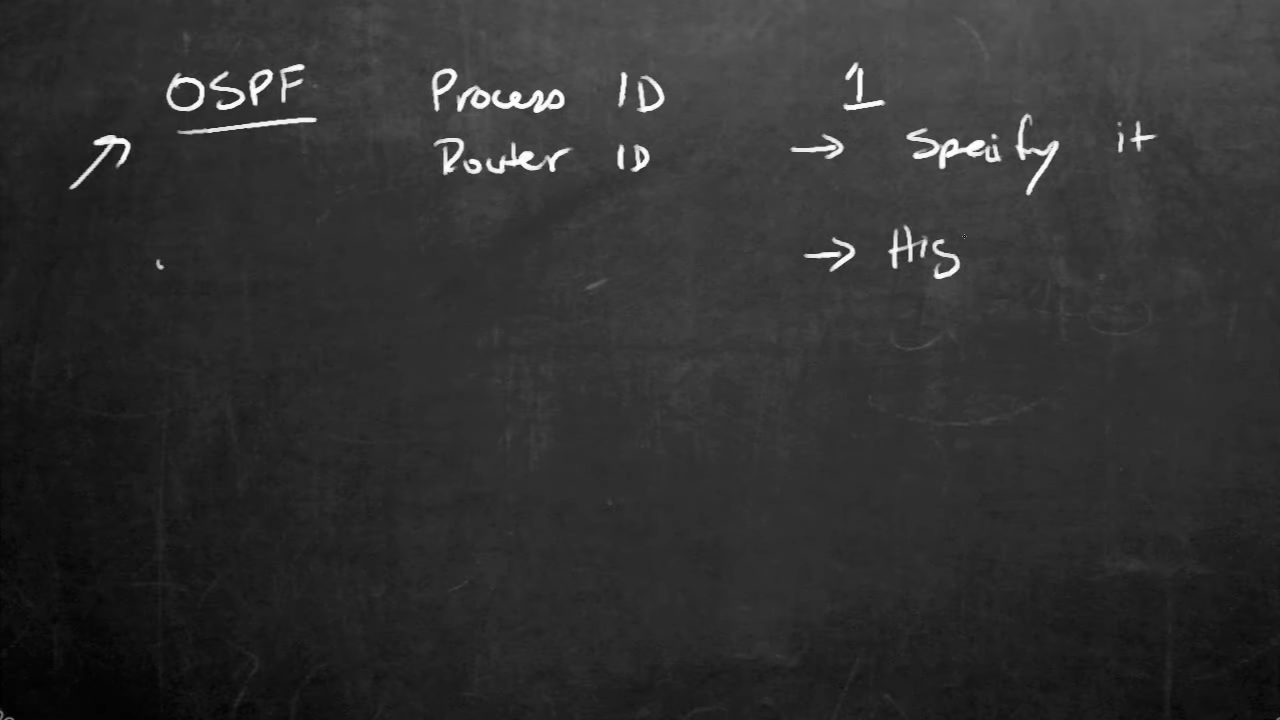 OSPF Process ID 1
Router ID → Specify it
→ Hig